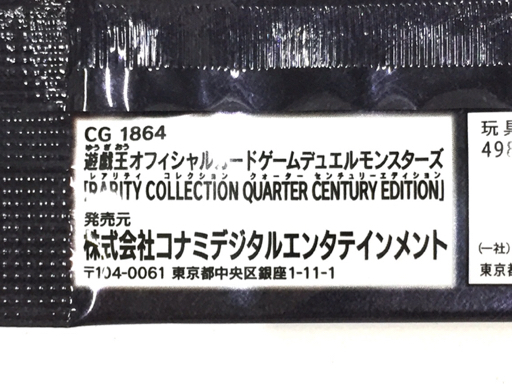 CG 1864
ゆうぎおう
遊戯王オフィシャルカードゲームデュエルモンスターズ
レアリティ コレクション クォーター センチュリーエディション
「RARITY COLLECTION QUARTER CENTURY EDITION」
発売元
株式会社コナミデジタルエンタテインメント
〒104-0061 東京都中央区銀座1-11-1
玩具
498
(一社)
東京都